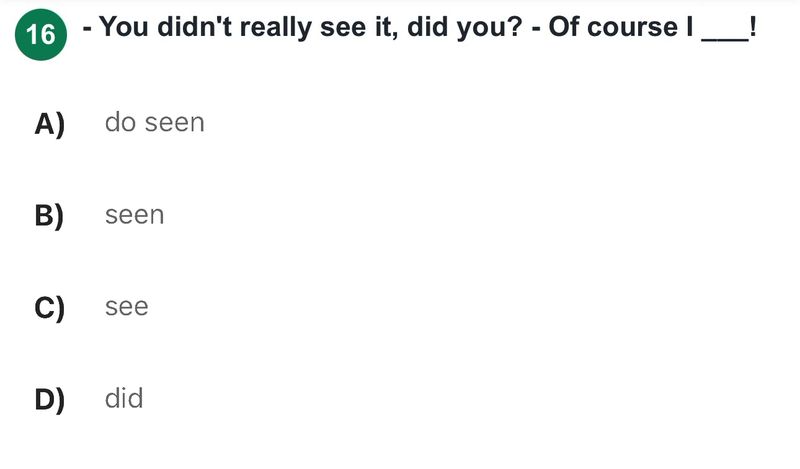 16 - You didn't really see it, did you? - Of course I ___!
A) do seen
B) seen
C) see
D) did